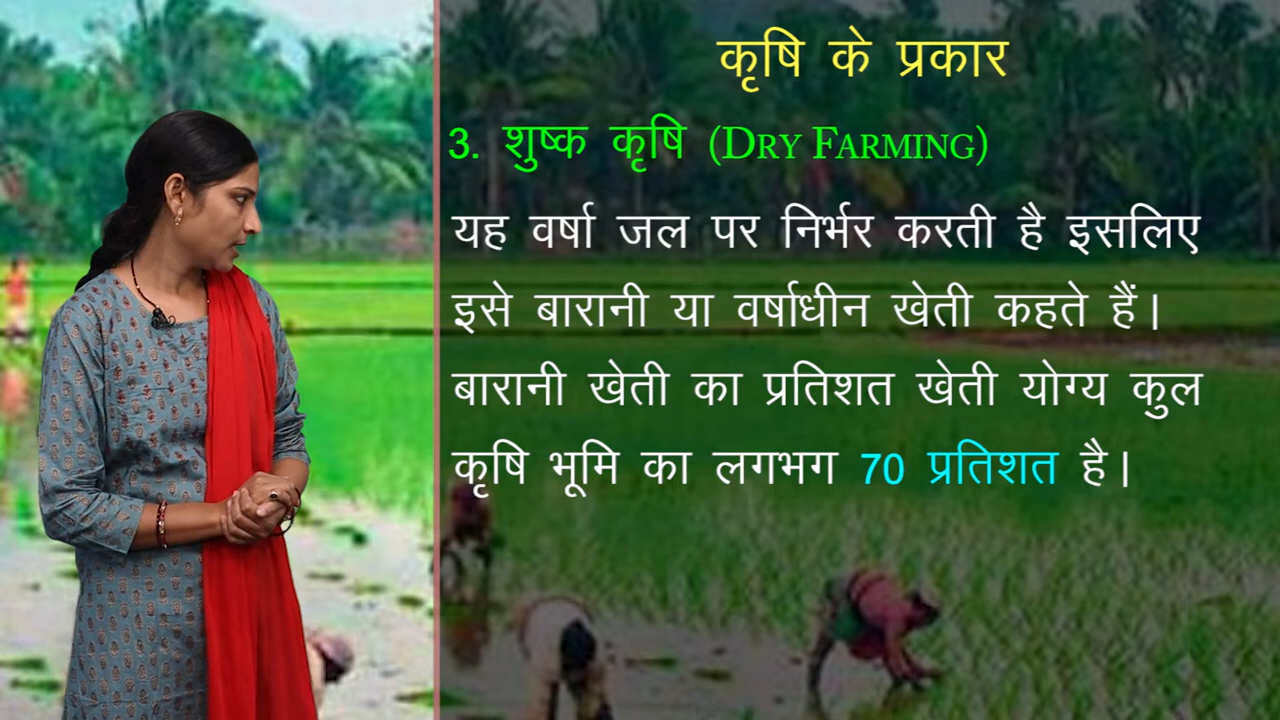 कृषि के प्रकार
3. शुष्क कृषि (DRY FARMING)
यह वर्षा जल पर निर्भर करती है इसलिए
इसे बारानी या वर्षाधीन खेती कहते हैं।
बारानी खेती का प्रतिशत खेती योग्य कुल
कृषि भूमि का लगभग 70 प्रतिशत है।